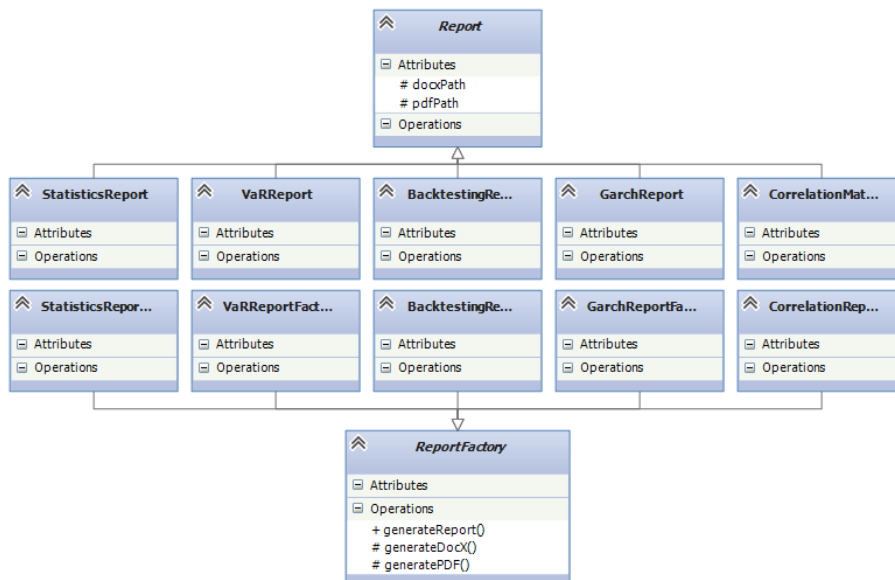 Report
Attributes
# docxPath
# pdfPath
Operations
StatisticsReport
Attributes
Operations
VaRReport
Attributes
Operations
BacktestingRe...
Attributes
Operations
GarchReport
Attributes
Operations
CorrelationMat...
Attributes
Operations
StatisticsRepor...
Attributes
Operations
VaRReportFact...
Attributes
Operations
BacktestingRe...
Attributes
Operations
GarchReportFa...
Attributes
Operations
CorrelationRep...
Attributes
Operations
ReportFactory
Attributes
Operations
+ generateReport()
# generateDocX()
# generatePDF()